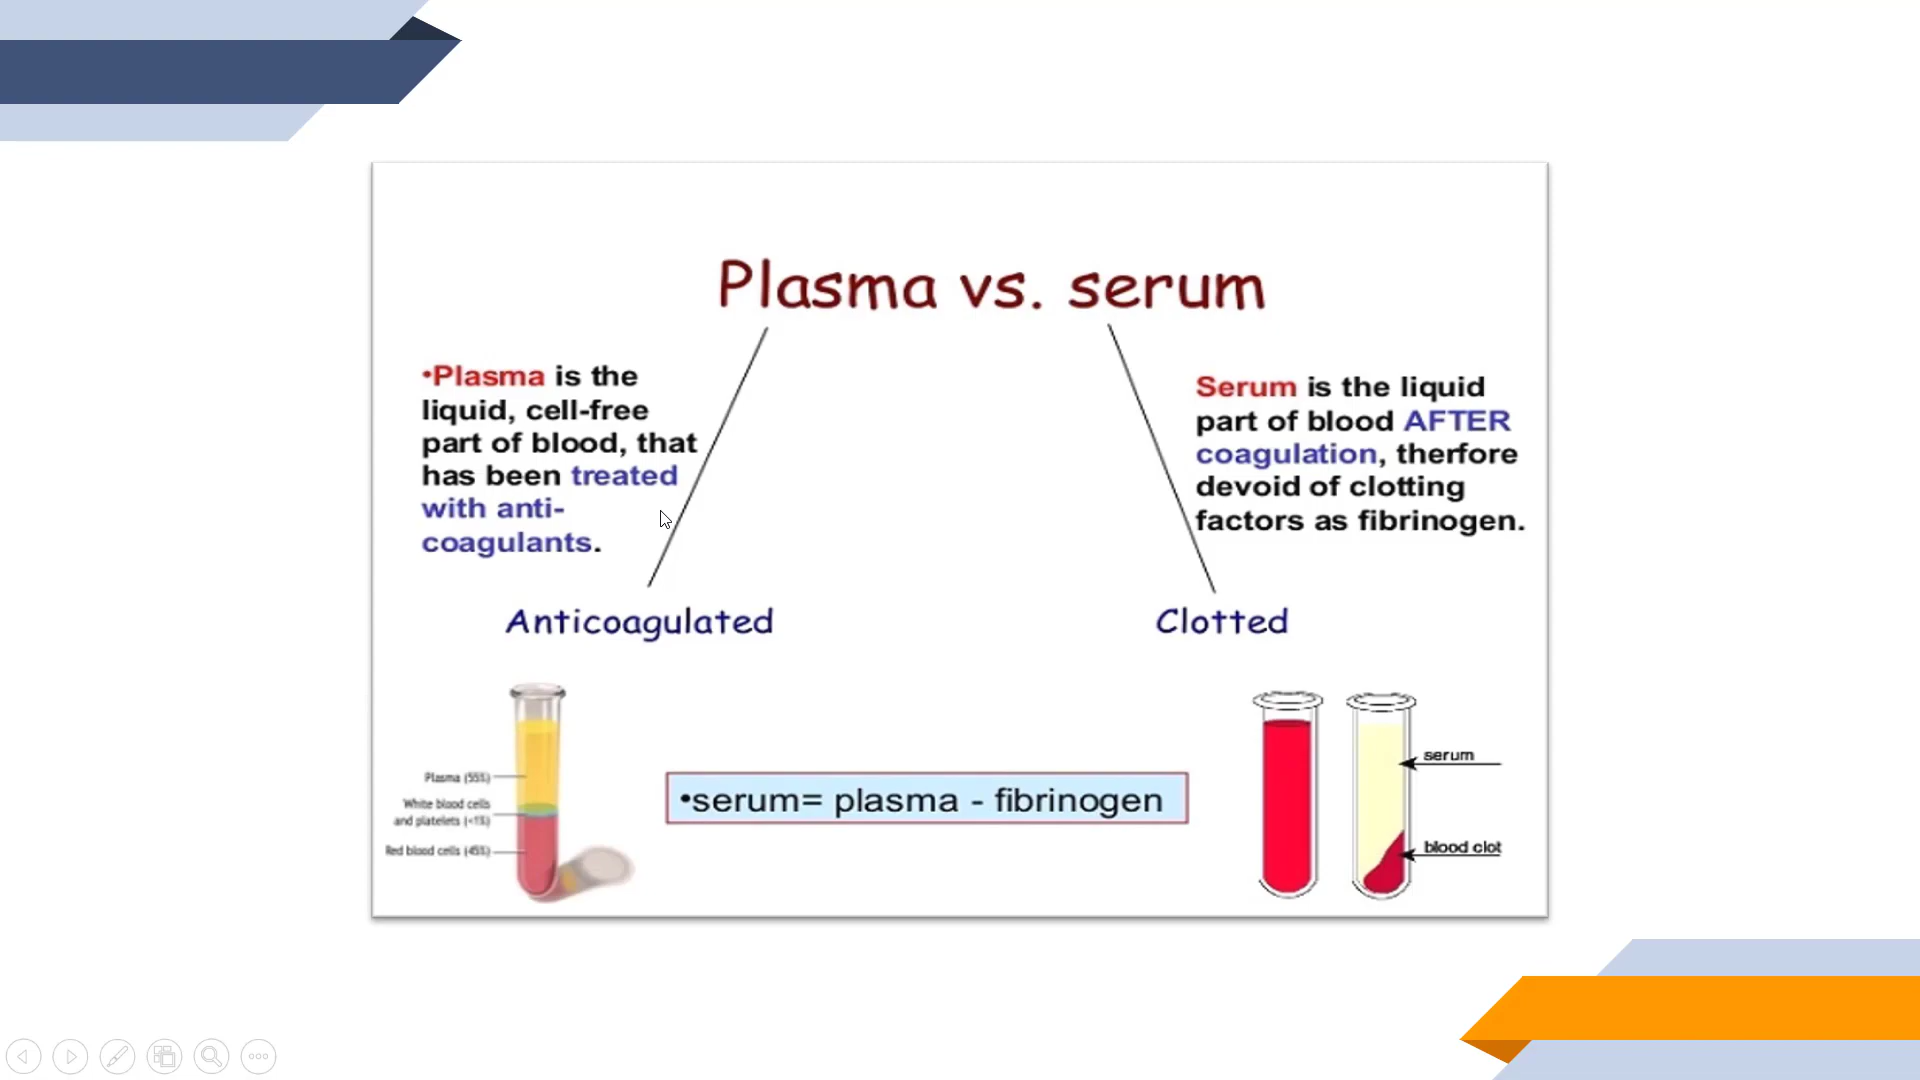 Plasma vs. serum
•Plasma is the
liquid, cell-free
part of blood, that
has been treated
with anti-
coagulants.
Serum is the liquid
part of blood AFTER
coagulation, therfore
devoid of clotting
factors as fibrinogen.
Anticoagulated
Clotted
Plasma (55%)
White blood cells
and platelets (<1%)
Red blood cells (45%)
•serum= plasma - fibrinogen
serum
blood clot